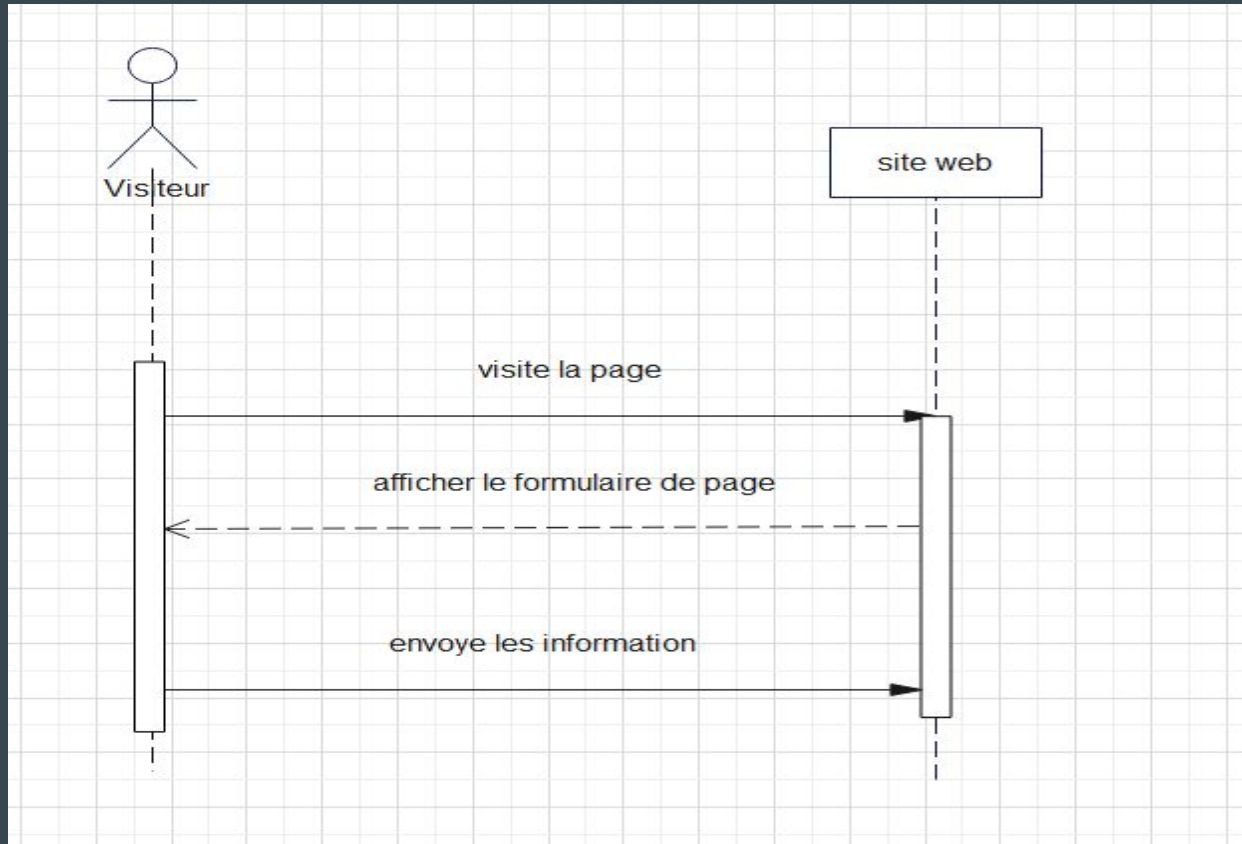 Visiteur
site web
visite la page
afficher le formulaire de page
envoye les information